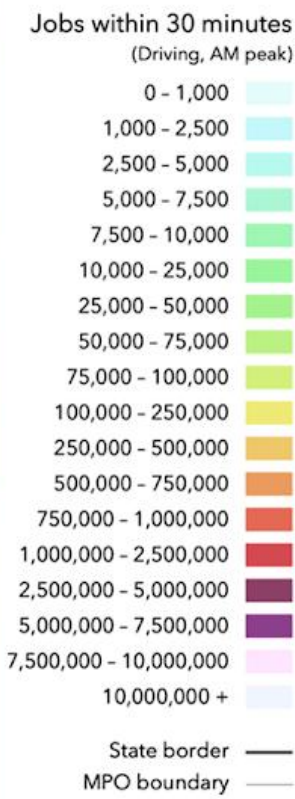 Jobs within 30 minutes
(Driving, AM peak)
0 – 1,000
1,000 – 2,500
2,500 – 5,000
5,000 – 7,500
7,500 – 10,000
10,000 – 25,000
25,000 – 50,000
50,000 – 75,000
75,000 – 100,000
100,000 – 250,000
250,000 – 500,000
500,000 – 750,000
750,000 – 1,000,000
1,000,000 – 2,500,000
2,500,000 – 5,000,000
5,000,000 – 7,500,000
7,500,000 – 10,000,000
10,000,000 +
State border
MPO boundary